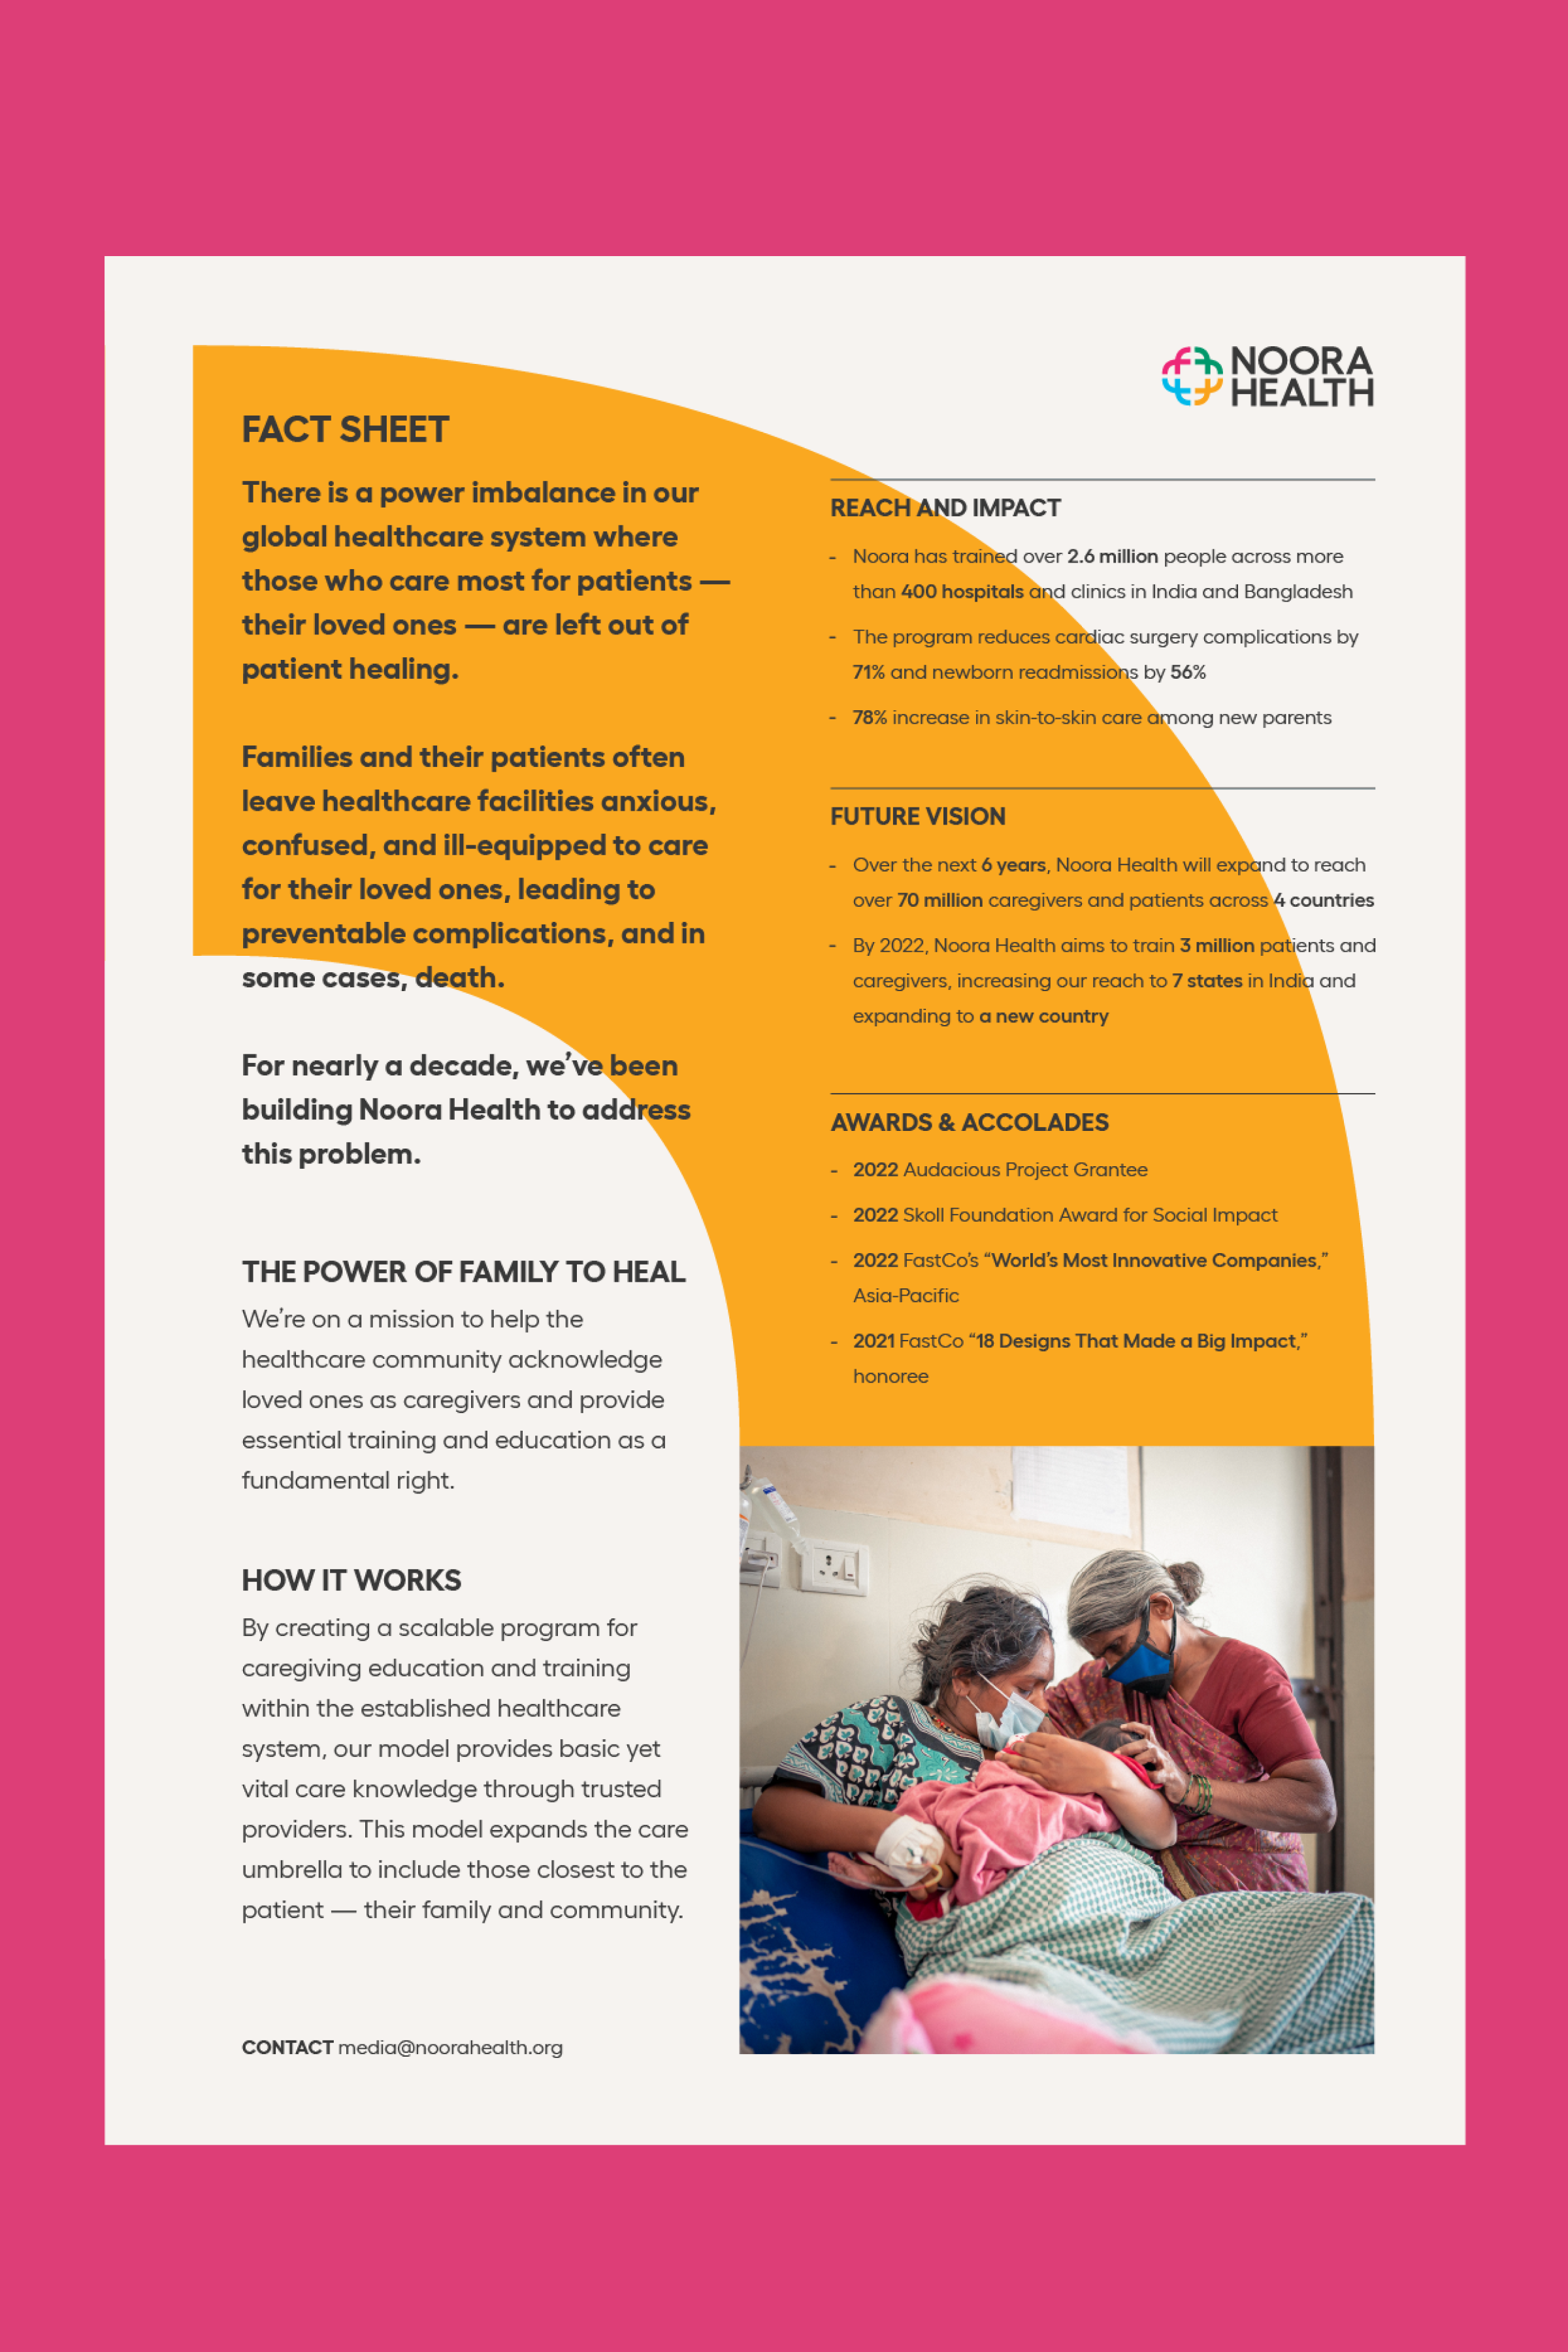 NOORA
HEALTH
FACT SHEET
There is a power imbalance in our
global healthcare system where
those who care most for patients —
their loved ones — are left out of
patient healing.
Families and their patients often
leave healthcare facilities anxious,
confused, and ill-equipped to care
for their loved ones, leading to
preventable complications, and in
some cases, death.
For nearly a decade, we’ve been
building Noora Health to address
this problem.
THE POWER OF FAMILY TO HEAL
We’re on a mission to help the
healthcare community acknowledge
loved ones as caregivers and provide
essential training and education as a
fundamental right.
HOW IT WORKS
By creating a scalable program for
caregiving education and training
within the established healthcare
system, our model provides basic yet
vital care knowledge through trusted
providers. This model expands the care
umbrella to include those closest to the
patient — their family and community.
CONTACT media@noorahealth.org
REACH AND IMPACT
- Noora has trained over 2.6 million people across more
than 400 hospitals and clinics in India and Bangladesh
- The program reduces cardiac surgery complications by
71% and newborn readmissions by 56%
- 78% increase in skin-to-skin care among new parents
FUTURE VISION
- Over the next 6 years, Noora Health will expand to reach
over 70 million caregivers and patients across 4 countries
- By 2022, Noora Health aims to train 3 million patients and
caregivers, increasing our reach to 7 states in India and
expanding to a new country
AWARDS & ACCOLADES
- 2022 Audacious Project Grantee
- 2022 Skoll Foundation Award for Social Impact
- 2022 FastCo’s “World’s Most Innovative Companies,”
Asia-Pacific
- 2021 FastCo “18 Designs That Made a Big Impact,”
honoree